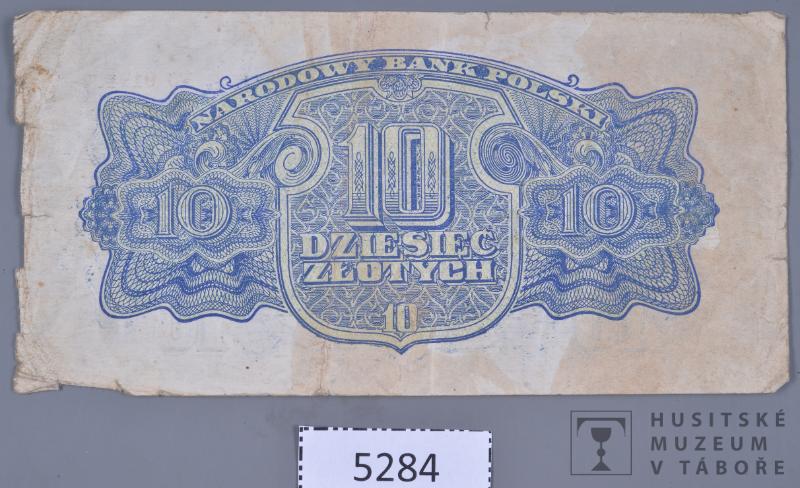 NARODOWY BANK POLSKI
10
10
10
DZIESIĘĆ
ZŁOTYCH
10
5284
HUSITSKÉ
MUZEUM
V TÁBOŘE